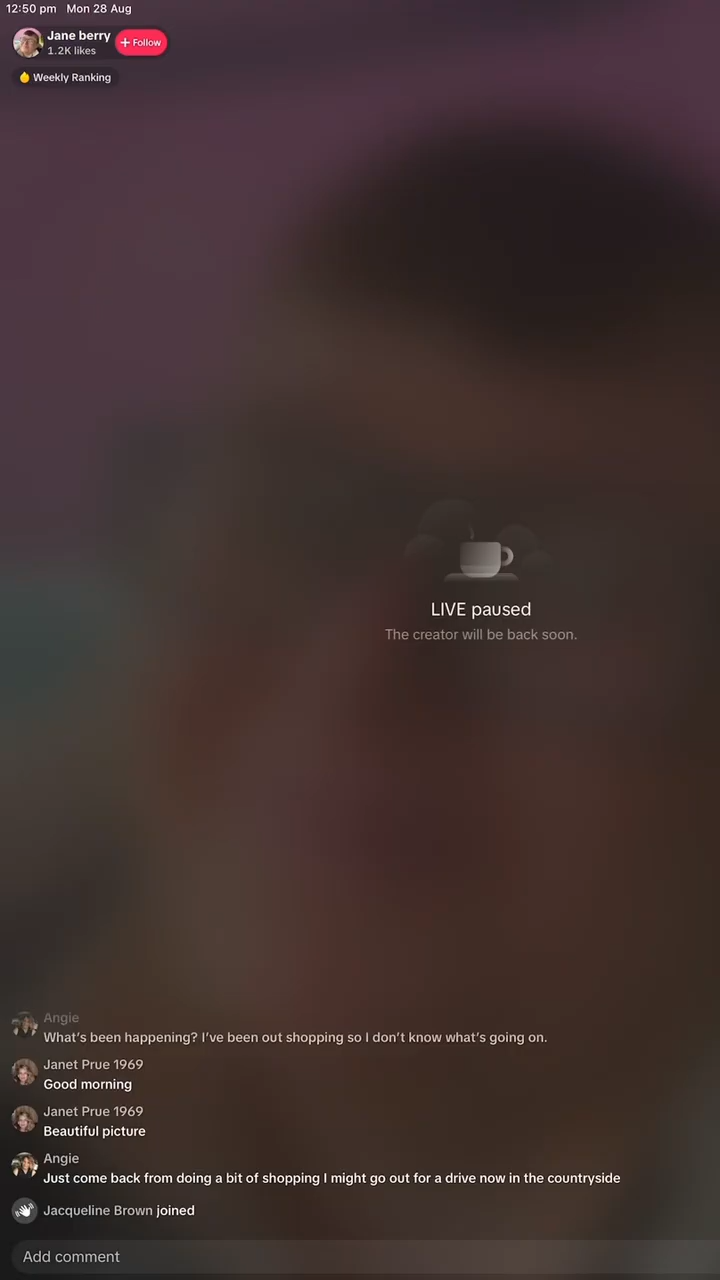 12:50 pm Mon 28 Aug
Jane berry
1.2K likes
+ Follow
Weekly Ranking
LIVE paused
The creator will be back soon.
Angie
What's been happening? I've been out shopping so I don't know what's going on.
Janet Prue 1969
Good morning
Janet Prue 1969
Beautiful picture
Angie
Just come back from doing a bit of shopping I might go out for a drive now in the countryside
Jacqueline Brown joined
Add comment